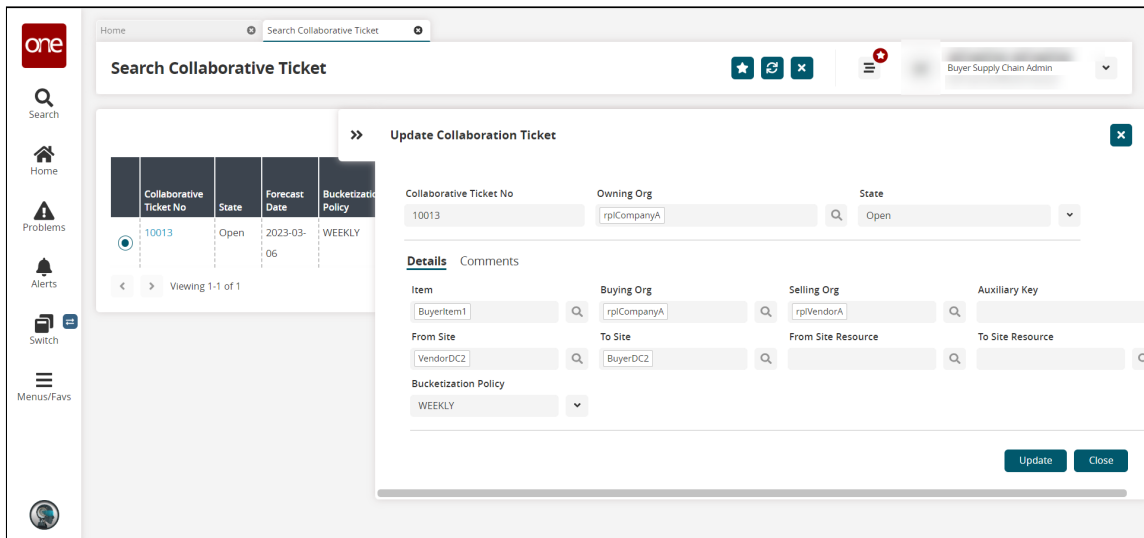 one
Search
Home
Problems
Alerts
Switch
Menus/Favs
Home
Search Collaborative Ticket
Search Collaborative Ticket
Buyer Supply Chain Admin
Collaborative Ticket No
State
Forecast Date
Policy
10013
Open
2023-03-06
WEEKLY
Viewing 1-1 of 1
Update Collaboration Ticket
Collaborative Ticket No
Owning Org
State
10013
rplCompanyA
Open
Details
Comments
Item
Buying Org
Selling Org
Auxiliary Key
BuyerItem1
rplCompanyA
rplVendorA
From Site
To Site
From Site Resource
To Site Resource
VendorDC2
BuyerDC2
Bucketization Policy
WEEKLY
Update
Close